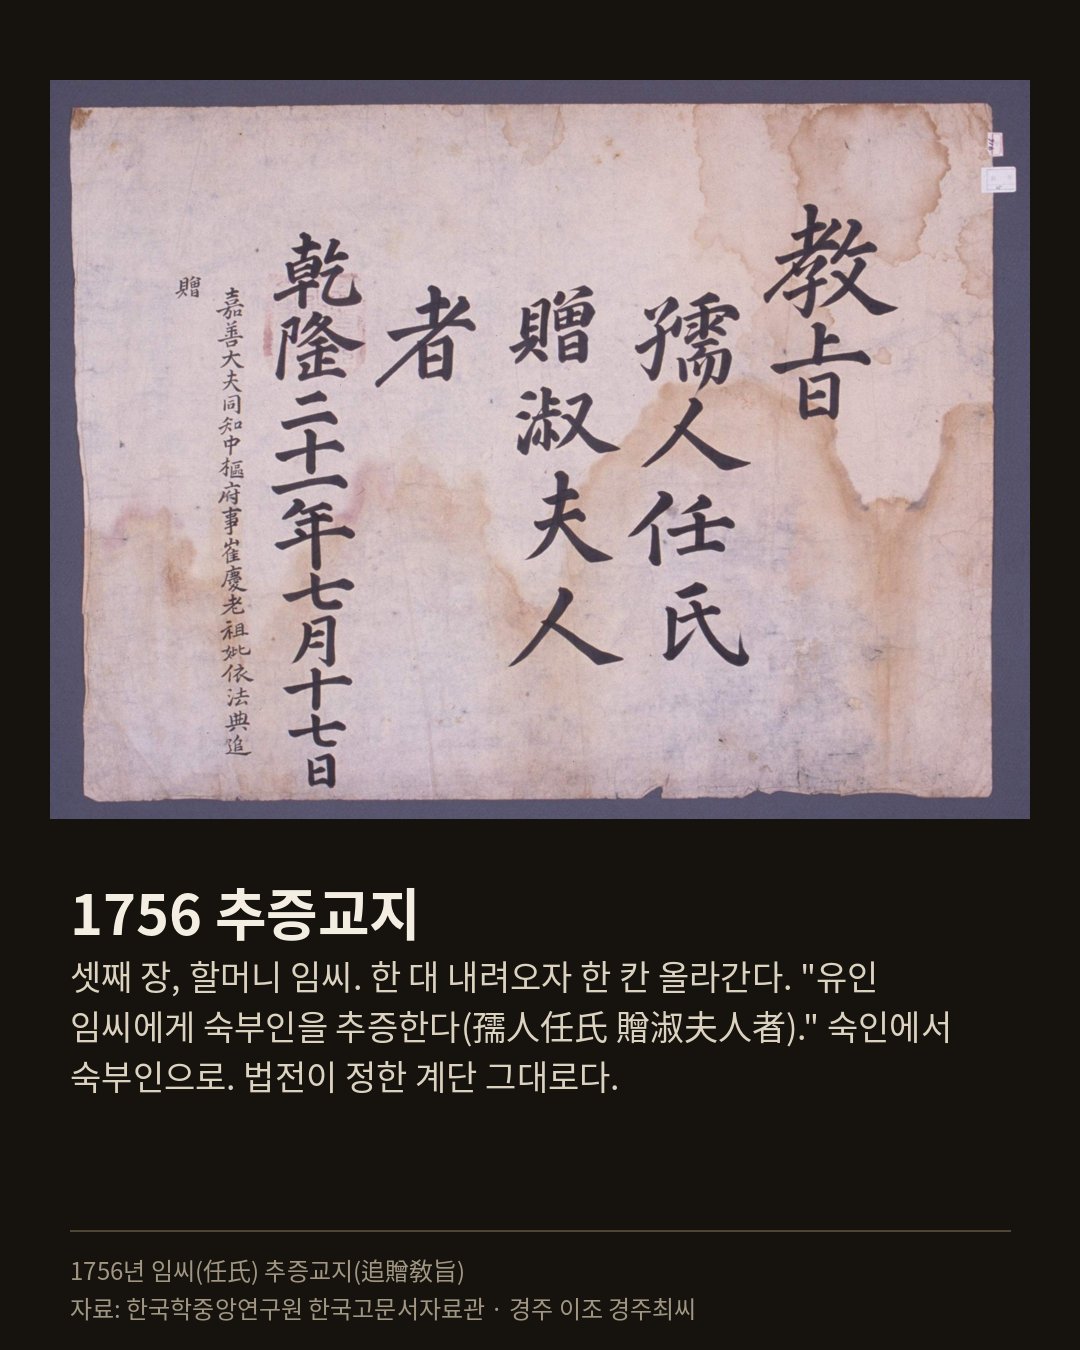 敎旨
孺人任氏
贈淑夫人
者
乾隆二十一年七月十七日
嘉善大夫同知中樞府事崔慶老祖妣依法典追
贈
1756 추증교지
셋째 장, 할머니 임씨. 한 대 내려오자 한 칸 올라간다. "유인
임씨에게 숙부인을 추증한다(孺人任氏 贈淑夫人者)." 숙인에서
숙부인으로. 법전이 정한 계단 그대로다.
1756년 임씨(任氏) 추증교지(追贈敎旨)
자료: 한국학중앙연구원 한국고문서자료관 · 경주 이조 경주최씨